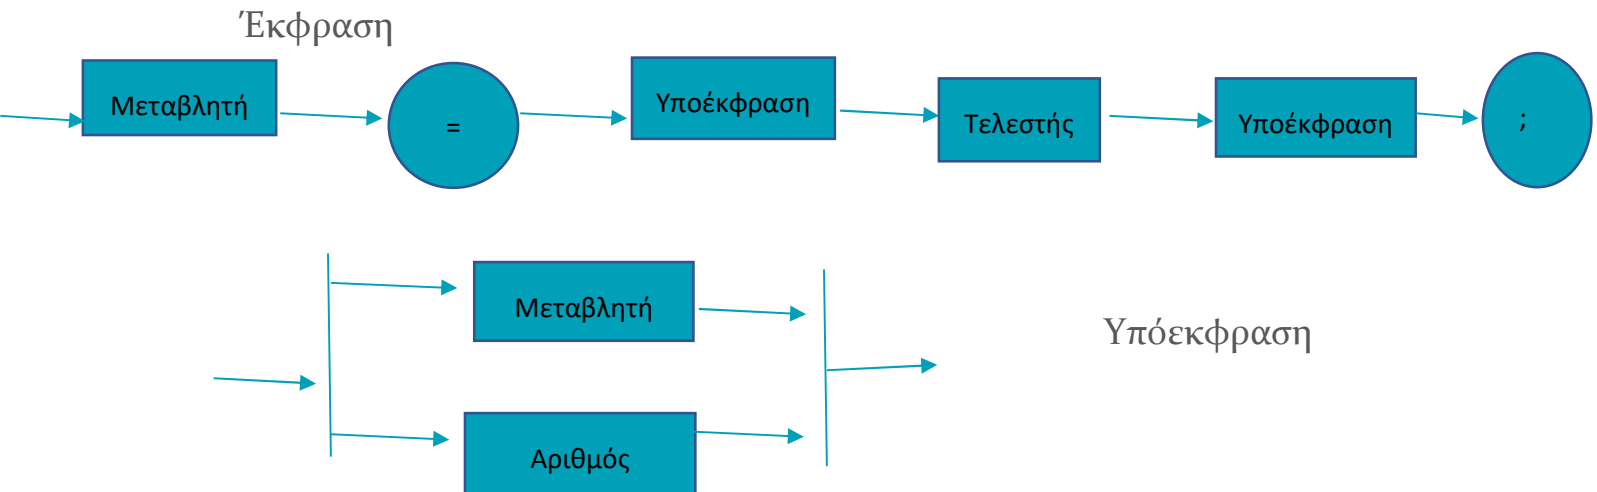 Έκφραση
Μεταβλητή = Υποέκφραση Τελεστής Υποέκφραση ;
Μεταβλητή
Υπόεκφραση
Αριθμός